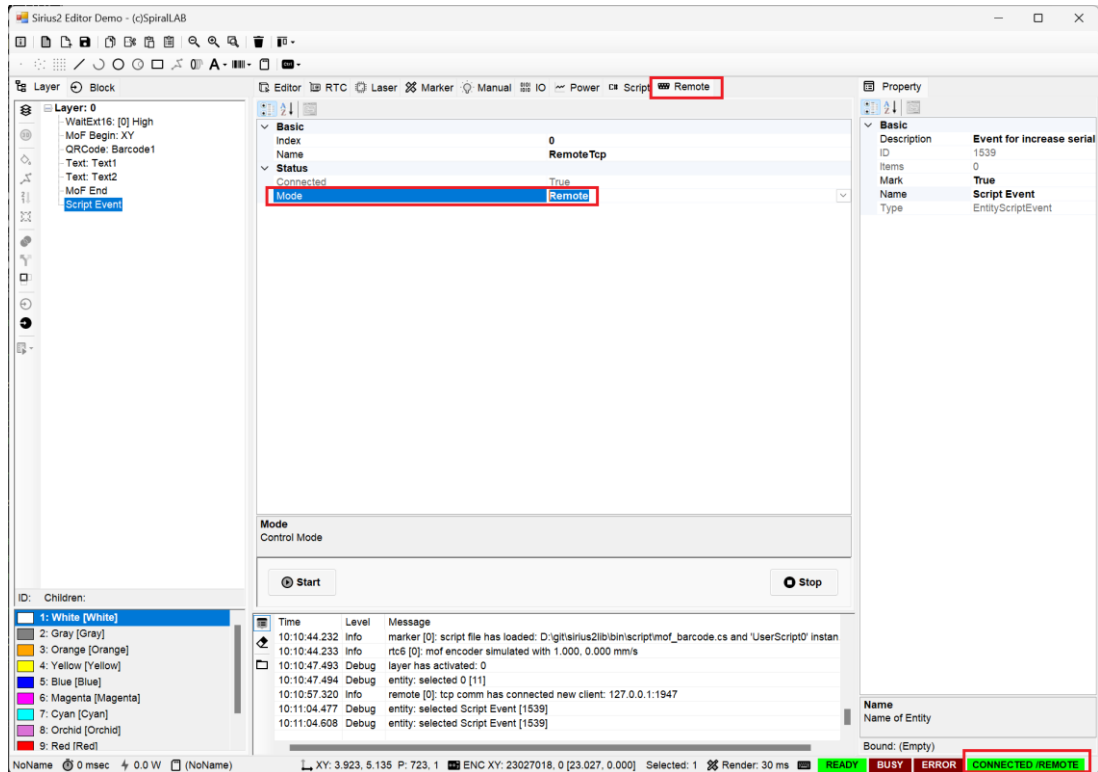 Sirius2 Editor Demo - (c)SpiralLAB
Layer Block
Editor RTC Laser Marker Manual IO Power Script Remote
Property
Layer: 0
WaitExt16: [0] High
MoF Begin: XY
QRCode: Barcode1
Text: Text1
Text: Text2
MoF End
Script Event
Basic
Index 0
Name RemoteTcp
Status
Connected True
Mode Remote
Basic
Description Event for increase serial
ID 1539
Items 0
Mark True
Name Script Event
Type EntityScriptEvent
Mode
Control Mode
Start Stop
ID: Children:
1: White [White]
2: Gray [Gray]
3: Orange [Orange]
4: Yellow [Yellow]
5: Blue [Blue]
6: Magenta [Magenta]
7: Cyan [Cyan]
8: Orchid [Orchid]
9: Red [Red]
Time Level Message
10:10:44.232 Info marker [0]: script file has loaded: D:\git\sirius2lib\bin\script\mof_barcode.cs and 'UserScript0' instan
10:10:44.233 Info rtc6 [0]: mof encoder simulated with 1.000, 0.000 mm/s
10:10:47.493 Debug layer has activated: 0
10:10:47.494 Debug entity: selected 0 [11]
10:10:57.320 Info remote [0]: tcp comm has connected new client: 127.0.0.1:1947
10:11:04.477 Debug entity: selected Script Event [1539]
10:11:04.608 Debug entity: selected Script Event [1539]
Name
Name of Entity
Bound: (Empty)
NoName 0 msec 0.0 W (NoName) XY: 3.923, 5.135 P: 723, 1 ENC XY: 23027018, 0 [23.027, 0.000] Selected: 1 Render: 30 ms READY BUSY ERROR CONNECTED /REMOTE